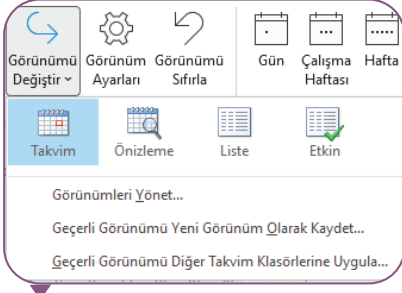 Görünümü Görünüm Görünümü Gün Çalışma Hafta
Değiştir Ayarları Sıfırla Haftası
Takvim Önizleme Liste Etkin
Görünümleri Yönet...
Geçerli Görünümü Yeni Görünüm Olarak Kaydet...
Geçerli Görünümü Diğer Takvim Klasörlerine Uygula...